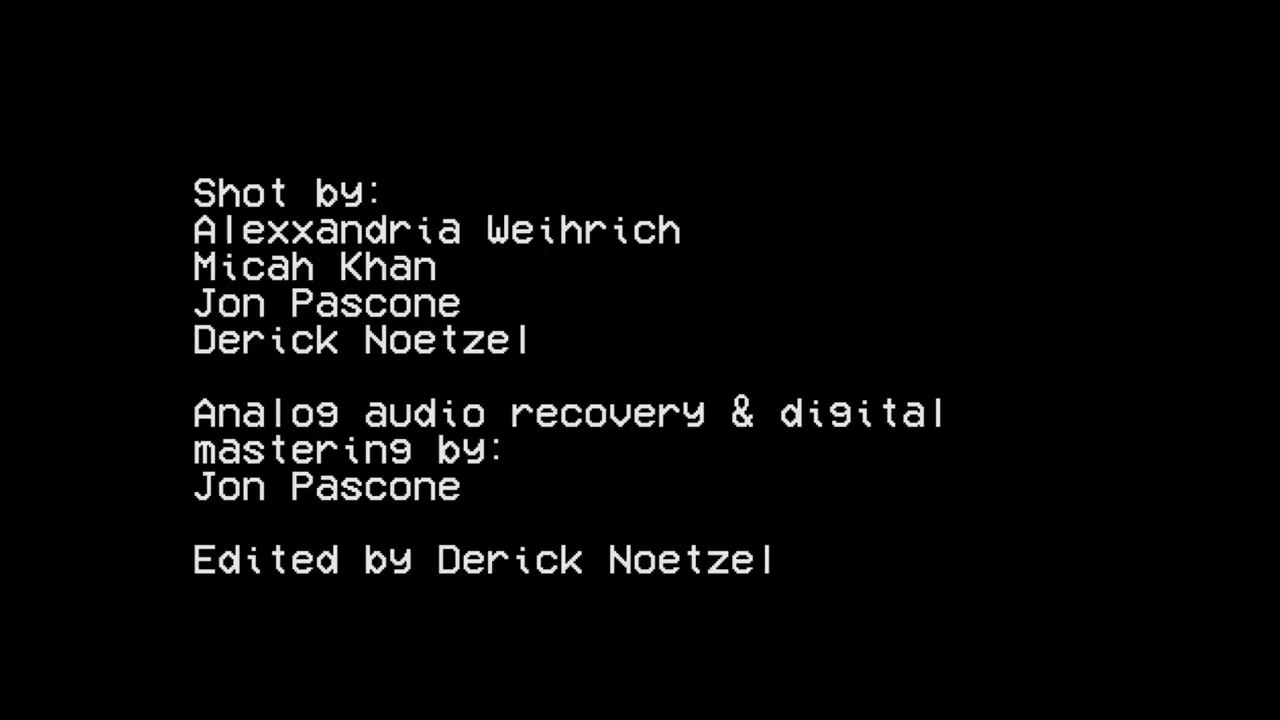 Shot by:
Alexxandria Weihrich
Micah Khan
Jon Pascone
Derick Noetzel
Analog audio recovery & digital
mastering by:
Jon Pascone
Edited by Derick Noetzel